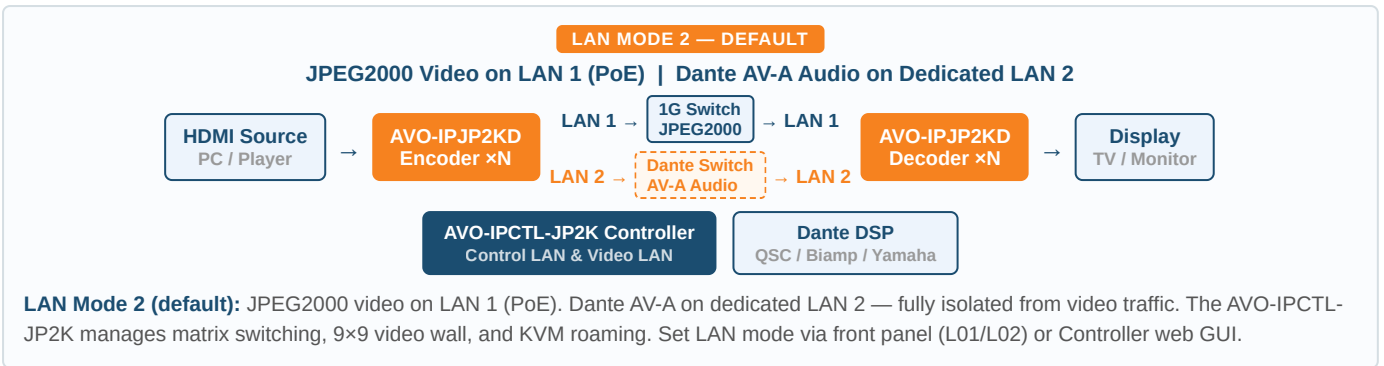 LAN MODE 2 — DEFAULT
JPEG2000 Video on LAN 1 (PoE) | Dante AV-A Audio on Dedicated LAN 2
HDMI Source
PC / Player
→
AVO-IPJP2KD
Encoder ×N
LAN 1 →
1G Switch
JPEG2000
→ LAN 1
LAN 2 →
Dante Switch
AV-A Audio
→ LAN 2
AVO-IPJP2KD
Decoder ×N
→
Display
TV / Monitor
AVO-IPCTL-JP2K Controller
Control LAN & Video LAN
Dante DSP
QSC / Biamp / Yamaha
LAN Mode 2 (default): JPEG2000 video on LAN 1 (PoE). Dante AV-A on dedicated LAN 2 — fully isolated from video traffic. The AVO-IPCTL-
JP2K manages matrix switching, 9×9 video wall, and KVM roaming. Set LAN mode via front panel (L01/L02) or Controller web GUI.